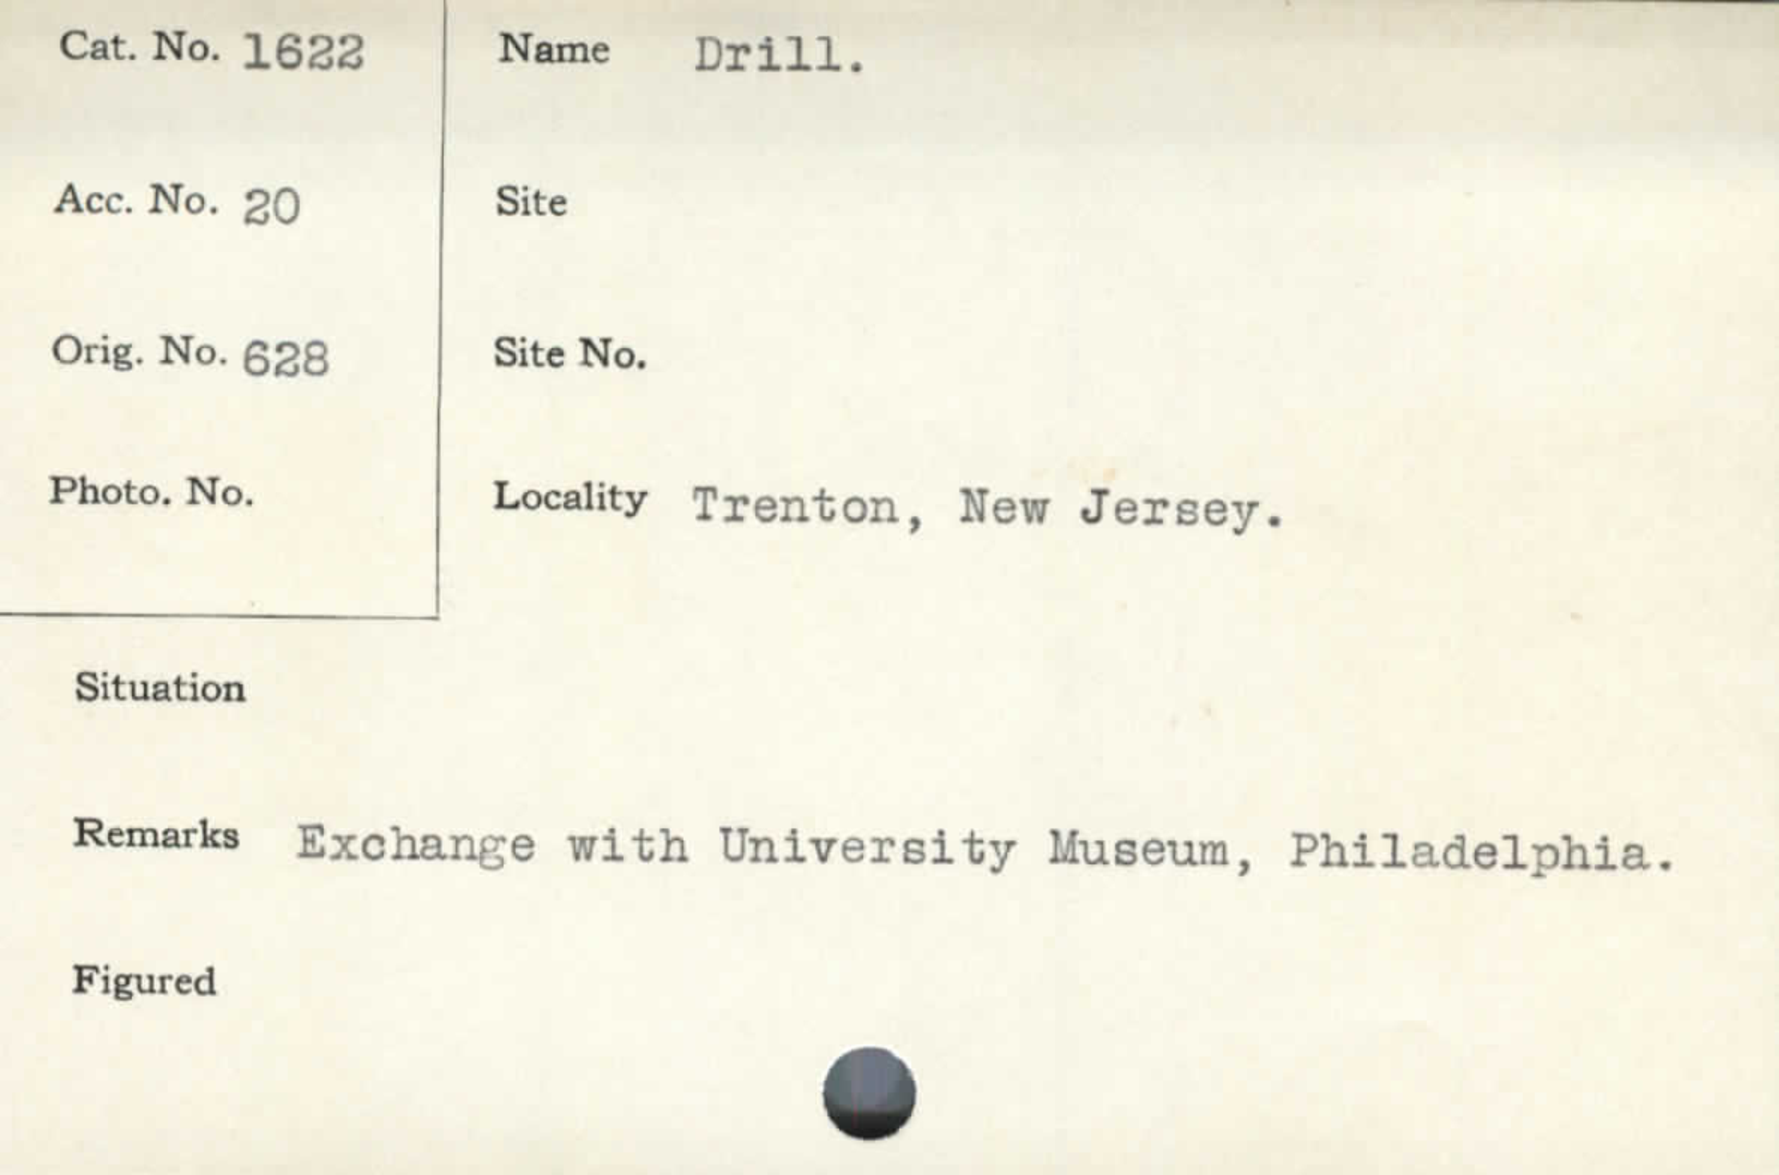 Cat. No. 1622
Name Drill.
Acc. No. 20
Site
Orig. No. 628
Site No.
Photo. No.
Locality Trenton, New Jersey.
Situation
Remarks Exchange with University Museum, Philadelphia.
Figured